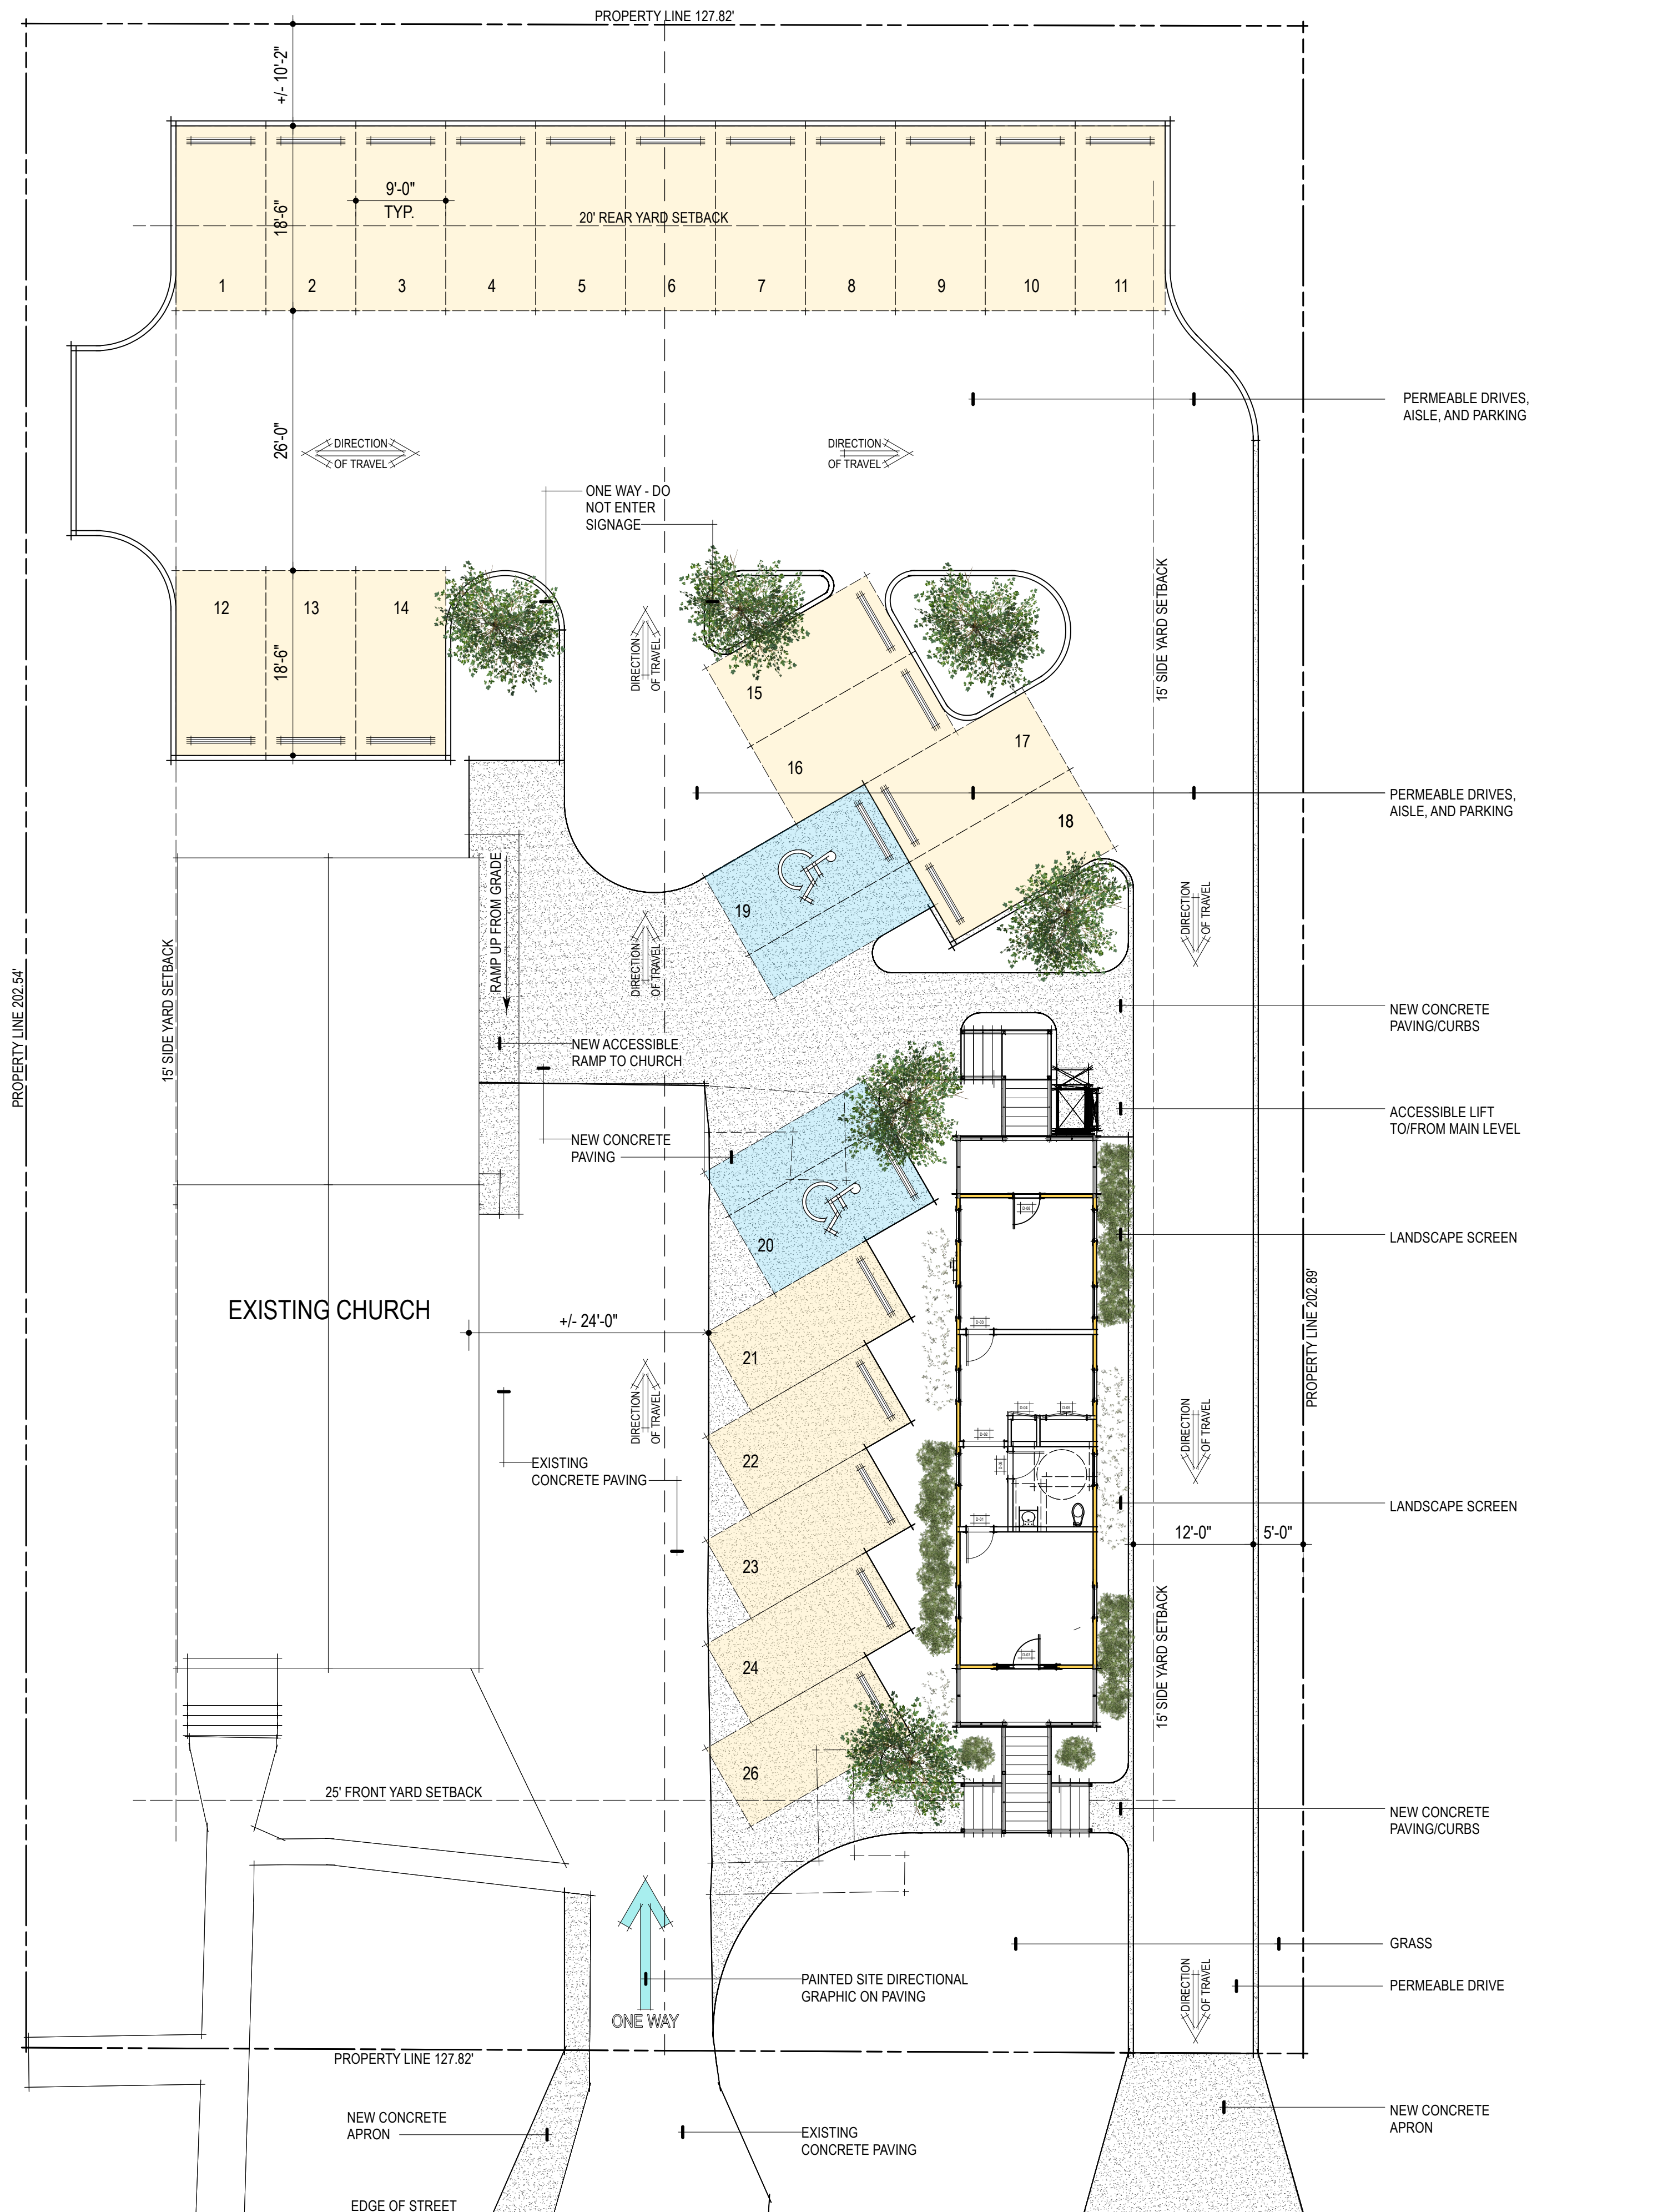 PROPERTY LINE 127.82'
+/- 10'-2"
9'-0"
TYP.
18'-6"
20' REAR YARD SETBACK
1
2
3
4
5
6
7
8
9
10
11
PERMEABLE DRIVES,
AISLE, AND PARKING
26'-0"
DIRECTION
OF TRAVEL
DIRECTION
OF TRAVEL
ONE WAY - DO
NOT ENTER
SIGNAGE
12
13
14
18'-6"
DIRECTION
OF TRAVEL
15' SIDE YARD SETBACK
15
16
17
18
PERMEABLE DRIVES,
AISLE, AND PARKING
19
RAMP UP FROM GRADE
DIRECTION
OF TRAVEL
DIRECTION
OF TRAVEL
PROPERTY LINE 202.54'
15' SIDE YARD SETBACK
NEW CONCRETE
PAVING/CURBS
NEW ACCESSIBLE
RAMP TO CHURCH
ACCESSIBLE LIFT
TO/FROM MAIN LEVEL
NEW CONCRETE
PAVING
LANDSCAPE SCREEN
20
EXISTING CHURCH
+/- 24'-0"
PROPERTY LINE 202.89'
21
DIRECTION
OF TRAVEL
DIRECTION
OF TRAVEL
22
EXISTING
CONCRETE PAVING
LANDSCAPE SCREEN
12'-0"
5'-0"
23
24
15' SIDE YARD SETBACK
26
25' FRONT YARD SETBACK
NEW CONCRETE
PAVING/CURBS
GRASS
PAINTED SITE DIRECTIONAL
GRAPHIC ON PAVING
PERMEABLE DRIVE
DIRECTION
OF TRAVEL
ONE WAY
PROPERTY LINE 127.82'
NEW CONCRETE
APRON
EXISTING
CONCRETE PAVING
NEW CONCRETE
APRON
EDGE OF STREET